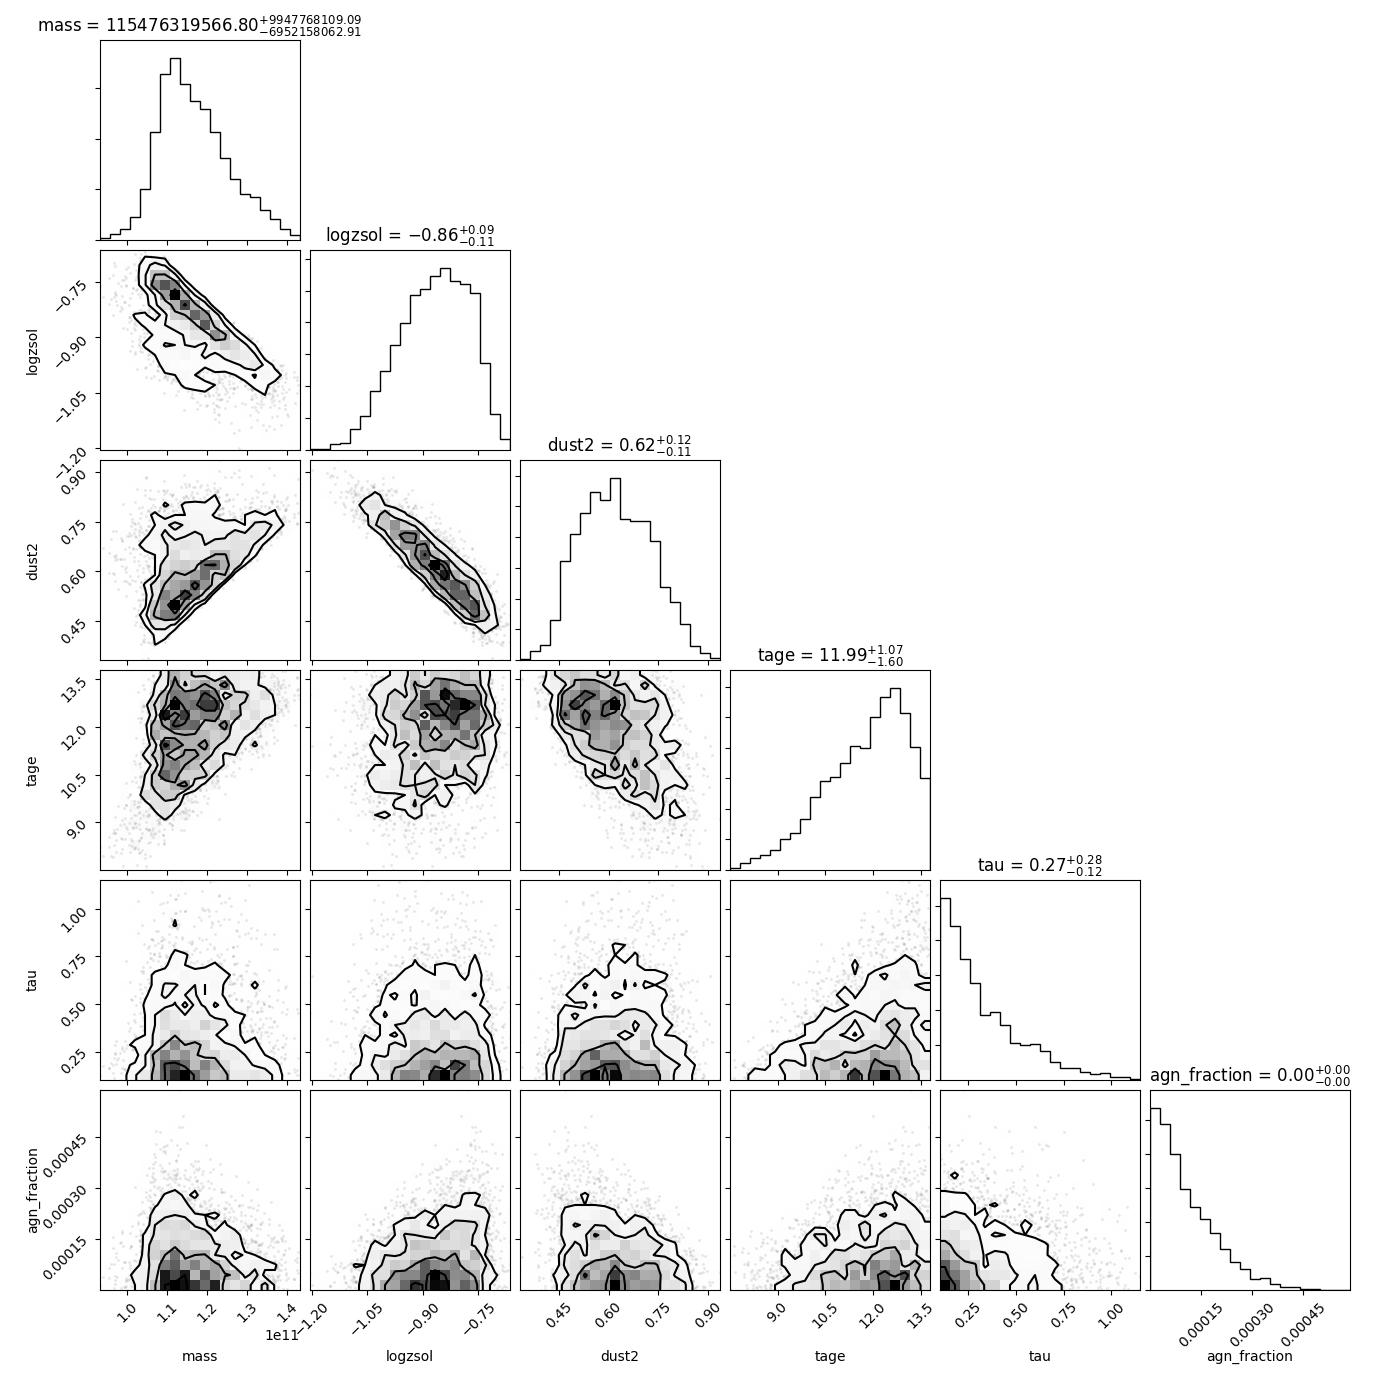 mass = 115476319566.80 +9947768109.09 −6952158062.91
logzsol = −0.86 +0.09 −0.11
−0.75
−0.90
−1.05
−1.20
logzsol
dust2 = 0.62 +0.12 −0.11
0.90
0.75
0.60
0.45
dust2
tage = 11.99 +1.07 −1.60
13.5
12.0
10.5
9.0
tage
tau = 0.27 +0.28 −0.12
1.00
0.75
0.50
0.25
tau
agn_fraction = 0.00 +0.00 −0.00
0.00045
0.00030
0.00015
agn_fraction
1.0 1.1 1.2 1.3 1.4 −1.20 −1.05 −0.90 −0.75 0.45 0.60 0.75 0.90 9.0 10.5 12.0 13.5 0.25 0.50 0.75 1.00 0.00015 0.00030 0.00045
1e11
mass logzsol dust2 tage tau agn_fraction